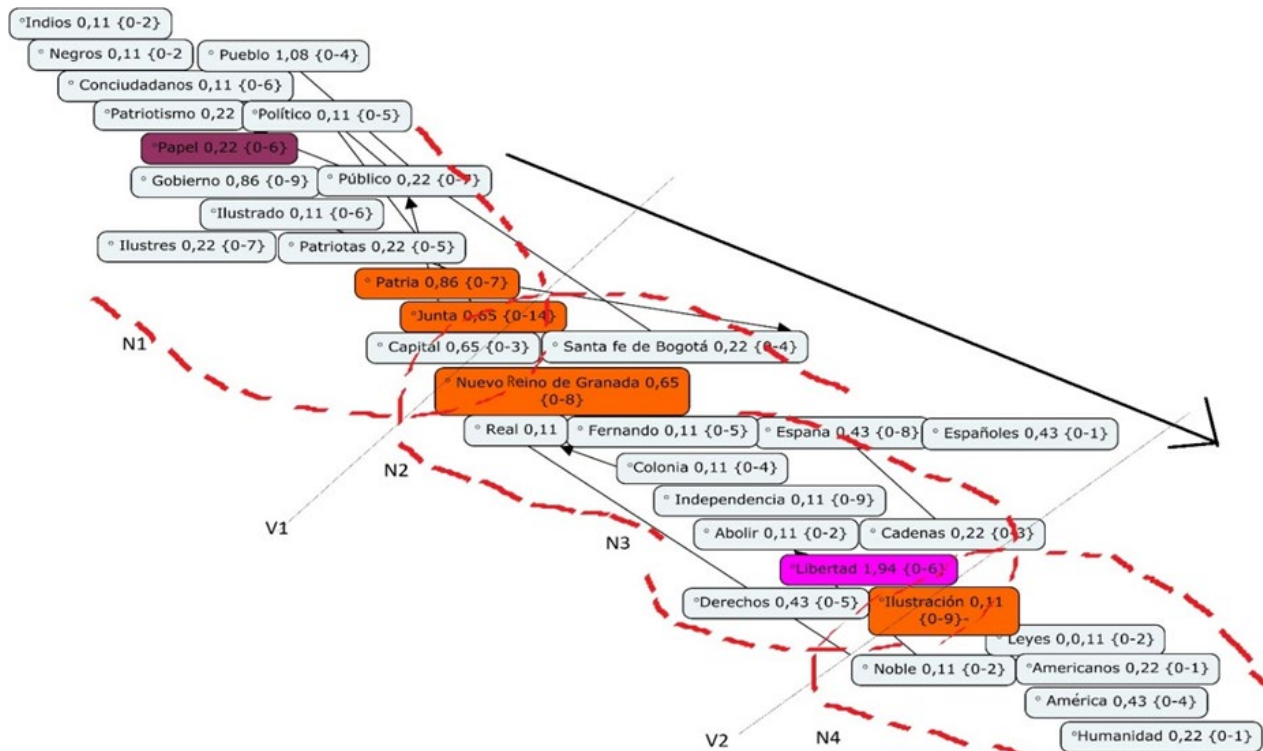 °Indios 0,11 {0-2}
° Negros 0,11 {0-2
° Pueblo 1,08 {0-4}
° Conciudadanos 0,11 {0-6}
°Patriotismo 0,22
°Político 0,11 {0-5}
°Papel 0,22 {0-6}
° Gobierno 0,86 {0-9}
° Público 0,22 {0-7}
°Ilustrado 0,11 {0-6}
° Ilustres 0,22 {0-7}
° Patriotas 0,22 {0-5}
° Patria 0,86 {0-7}
°Junta 0,65 {0-14}
N1
° Capital 0,65 {0-3}
° Santa fe de Bogotá 0,22 {0-4}
° Nuevo Reino de Granada 0,65
{0-8}
° Real 0,11
° Fernando 0,11 {0-5}
° España 0,43 {0-8}
° Españoles 0,43 {0-1}
N2
°Colonia 0,11 {0-4}
° Independencia 0,11 {0-9}
V1
N3
° Abolir 0,11 {0-2}
° Cadenas 0,22 {0-3}
°Libertad 1,94 {0-6}
°Derechos 0,43 {0-5}
°Ilustración 0,11
{0-9}-
°Leyes 0,0,11 {0-2}
° Noble 0,11 {0-2}
°Americanos 0,22 {0-1}
° América 0,43 {0-4}
V2
N4
°Humanidad 0,22 {0-1}